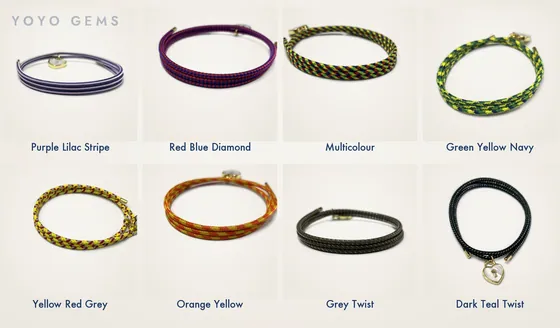 YOYO GEMS
Purple Lilac Stripe
Red Blue Diamond
Multicolour
Green Yellow Navy
Yellow Red Grey
Orange Yellow
Grey Twist
Dark Teal Twist